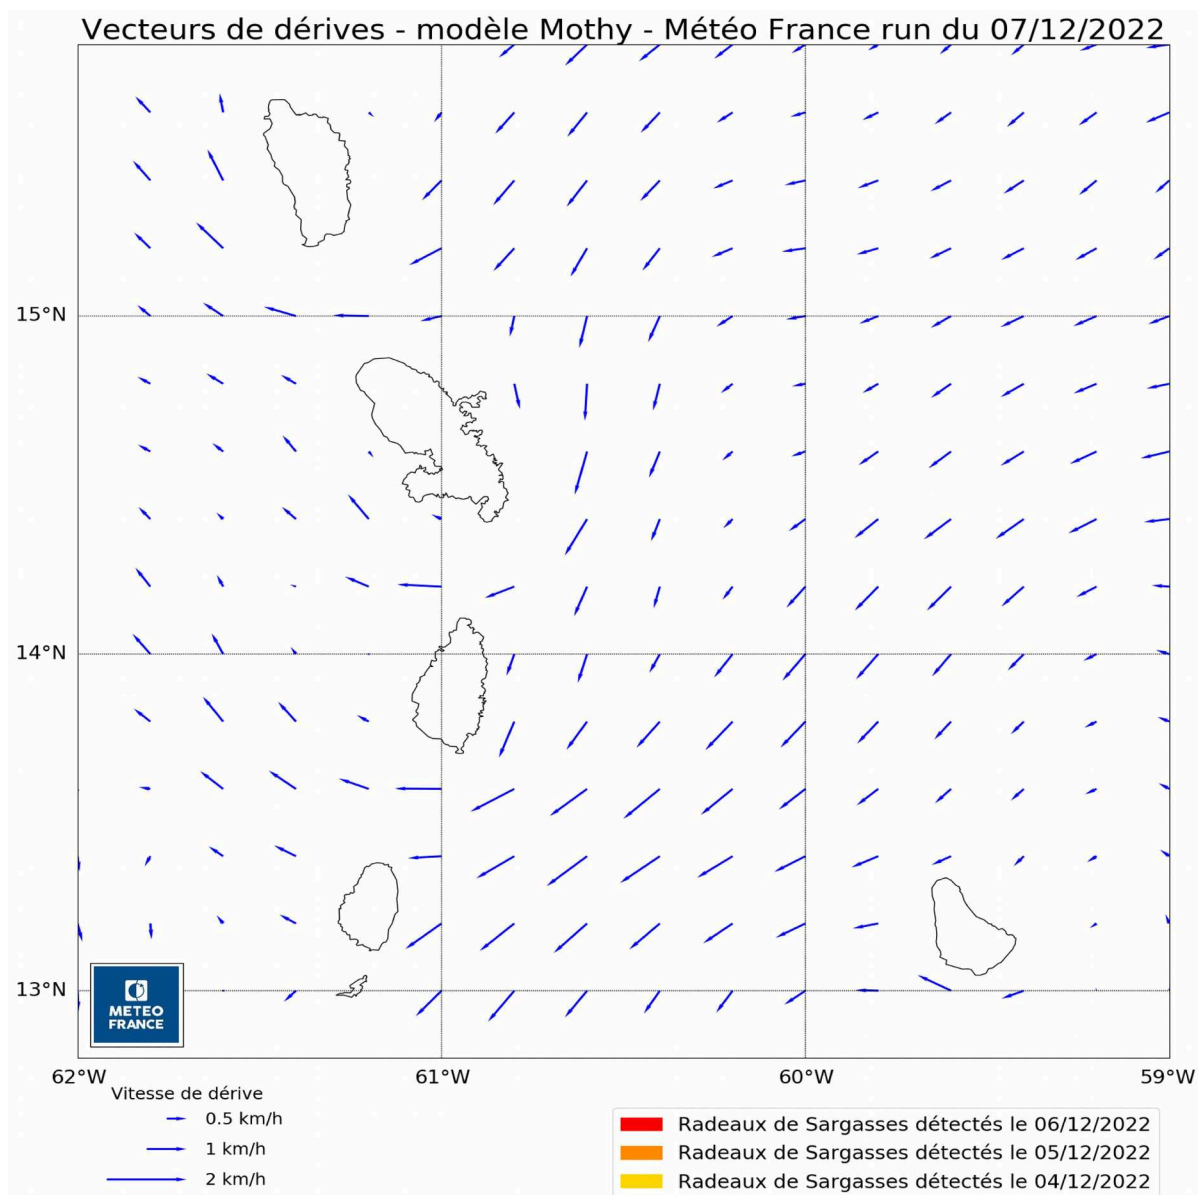 Vecteurs de dérives - modèle Mothy - Météo France run du 07/12/2022
15°N
14°N
13°N
METEO
FRANCE
62°W 61°W 60°W 59°W
Vitesse de dérive
0.5 km/h
1 km/h
2 km/h
Radeaux de Sargasses détectés le 06/12/2022
Radeaux de Sargasses détectés le 05/12/2022
Radeaux de Sargasses détectés le 04/12/2022